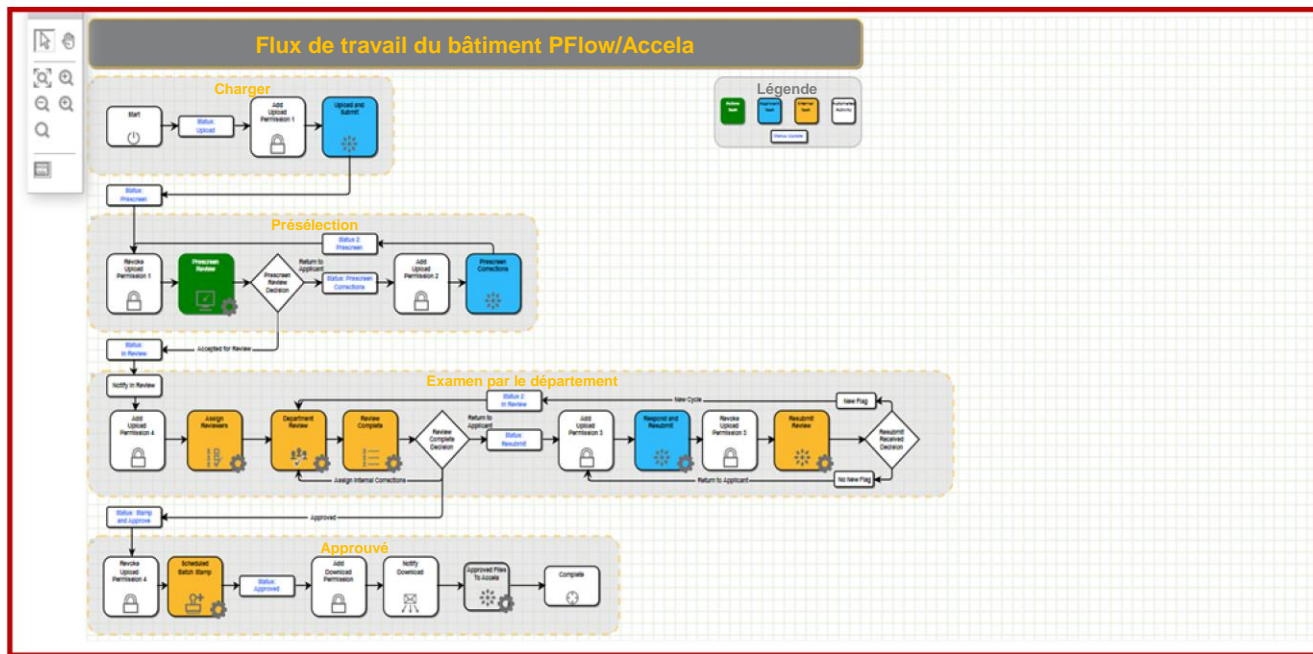 Flux de travail du bâtiment PFlow/Accela
Charger
Légende
Start
Status:
Upload
Add
Upload
Permission 1
Upload and
Submit
Applicant
Task
Internal
Task
Automated
Activity
Status Update
Status:
Prescreen
Présélection
Status 2:
Prescreen
Revoke
Upload
Permission 1
Prescreen
Review
Prescreen
Review
Decision
Return to
Applicant
Status: Prescreen
Corrections
Add
Upload
Permission 2
Prescreen
Corrections
Status:
In Review
Accepted for Review
Notify In Review
Examen par le département
Status 2:
In Review
New Cycle
New Flag
Add
Upload
Permission 4
Assign
Reviewers
Department
Review
Review
Complete
Review
Complete
Decision
Return to
Applicant
Status:
Resubmit
Add
Upload
Permission 3
Respond and
Resubmit
Revoke
Upload
Permission 3
Resubmit
Review
Resubmit
Received
Decision
Assign Internal Corrections
Return to Applicant
No New Flag
Status: Stamp
and Approve
Approved
Approuvé
Revoke
Upload
Permission 4
Scheduled
Batch Stamp
Status:
Approved
Add
Download
Permission
Notify
Download
Approved Files
To Accela
Complete